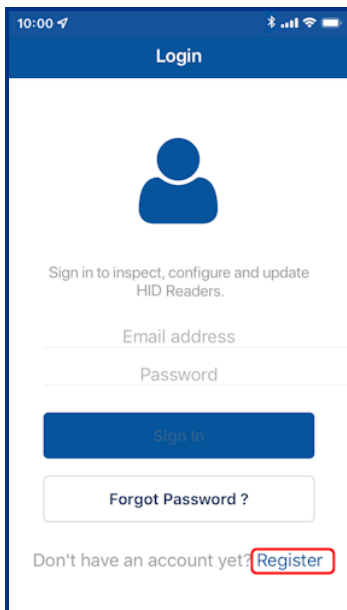 10:00
Login
Sign in to inspect, configure and update
HID Readers.
Email address
Password
Sign In
Forgot Password ?
Don't have an account yet? Register